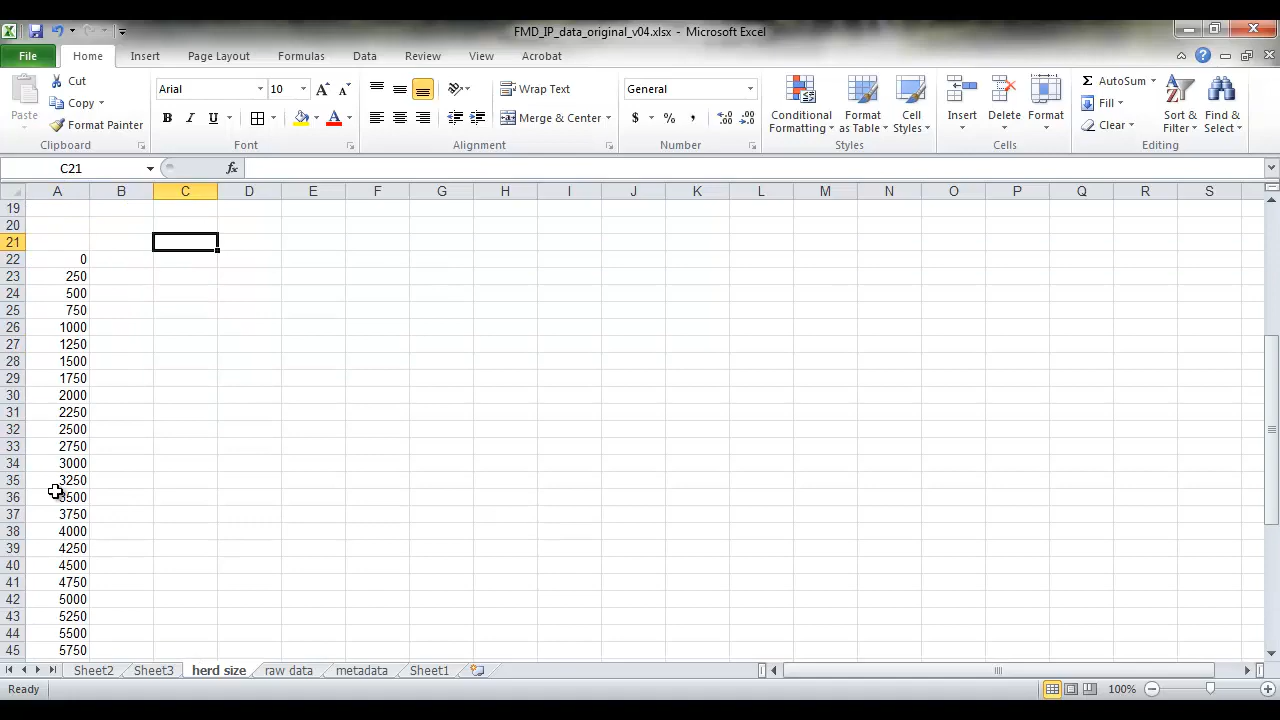 FMD_IP_data_original_v04.xlsx - Microsoft Excel
File Home Insert Page Layout Formulas Data Review View Acrobat
Cut
Copy
Format Painter
Paste
Clipboard
Arial 10
B I U
Font
Wrap Text
Merge & Center
Alignment
General
$ % ,
Number
Conditional Formatting
Format as Table
Cell Styles
Styles
Insert Delete Format
Cells
AutoSum
Fill
Clear
Sort & Filter
Find & Select
Editing
C21 fx
A B C D E F G H I J K L M N O P Q R S
19
20
21
22 0
23 250
24 500
25 750
26 1000
27 1250
28 1500
29 1750
30 2000
31 2250
32 2500
33 2750
34 3000
35 3250
36 3500
37 3750
38 4000
39 4250
40 4500
41 4750
42 5000
43 5250
44 5500
45 5750
Sheet2 Sheet3 herd size raw data metadata Sheet1
Ready 100%